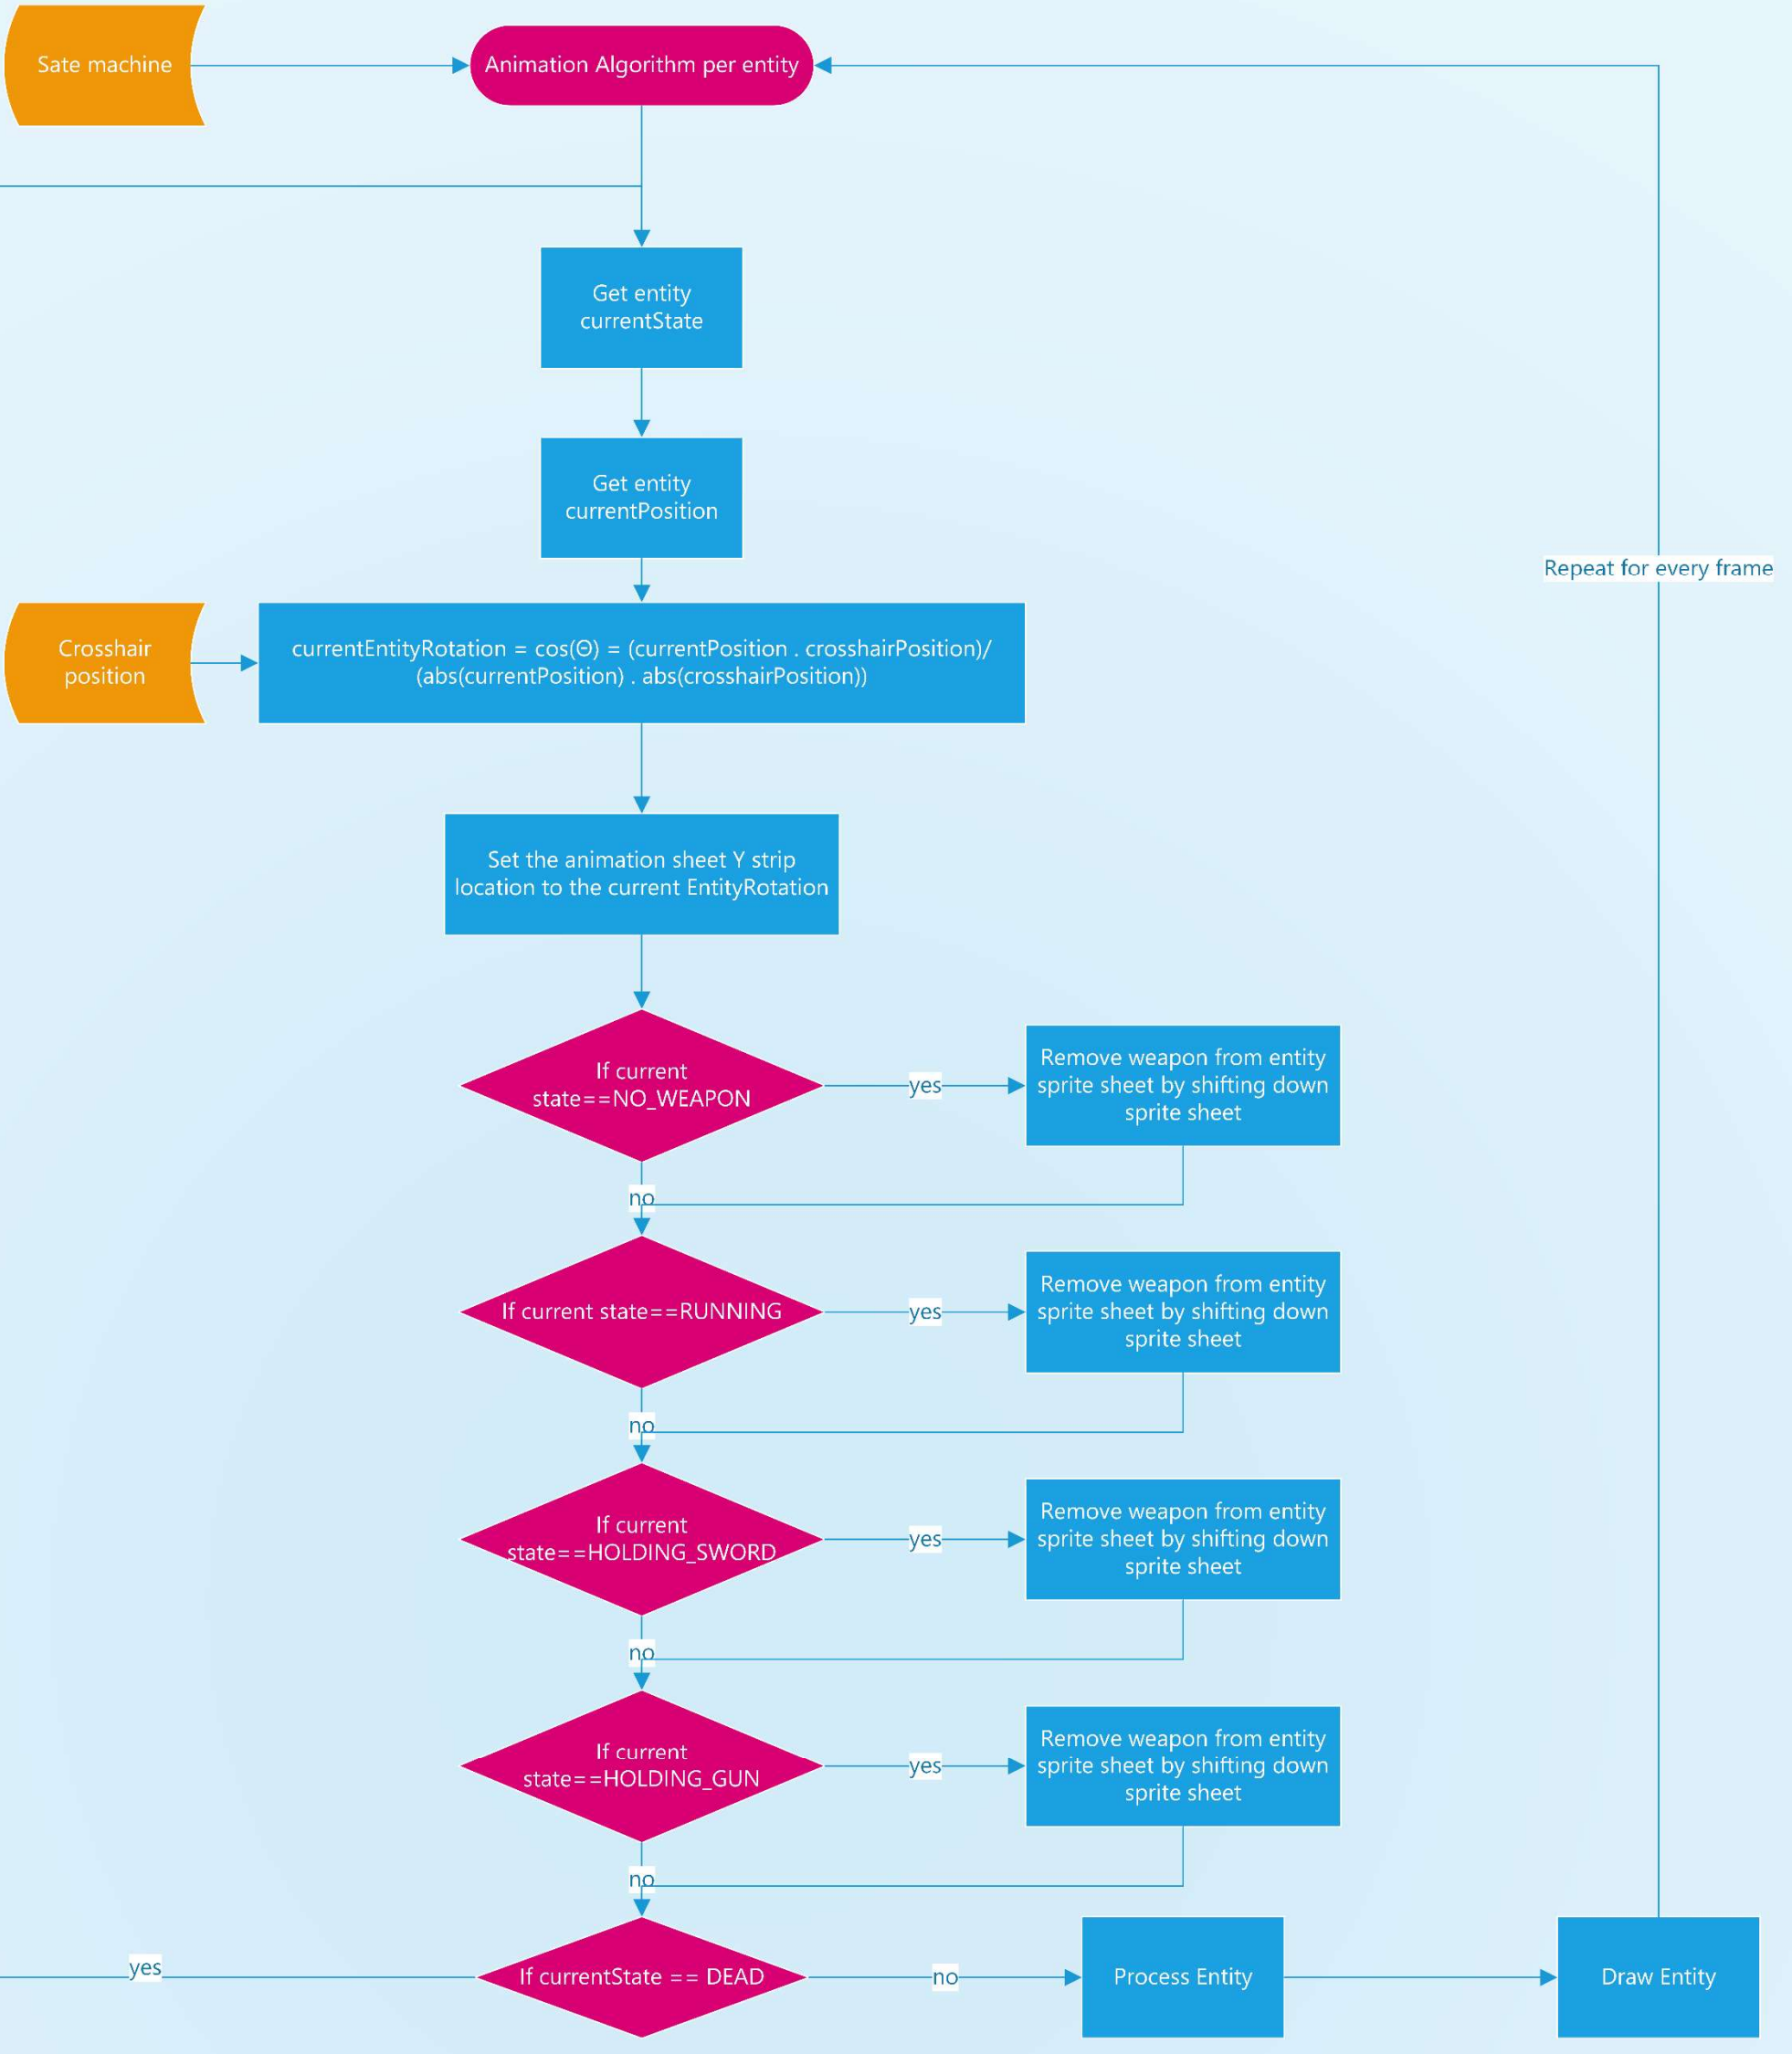 Sate machine
Animation Algorithm per entity
Get entity
currentState
Get entity
currentPosition
Repeat for every frame
Crosshair
position
currentEntityRotation = cos(Θ) = (currentPosition . crosshairPosition)/
(abs(currentPosition) . abs(crosshairPosition))
Set the animation sheet Y strip
location to the current EntityRotation
If current
state==NO_WEAPON
yes
Remove weapon from entity
sprite sheet by shifting down
sprite sheet
no
If current state==RUNNING
yes
Remove weapon from entity
sprite sheet by shifting down
sprite sheet
no
If current
state==HOLDING_SWORD
yes
Remove weapon from entity
sprite sheet by shifting down
sprite sheet
no
If current
state==HOLDING_GUN
yes
Remove weapon from entity
sprite sheet by shifting down
sprite sheet
no
yes
If currentState == DEAD
no
Process Entity
Draw Entity